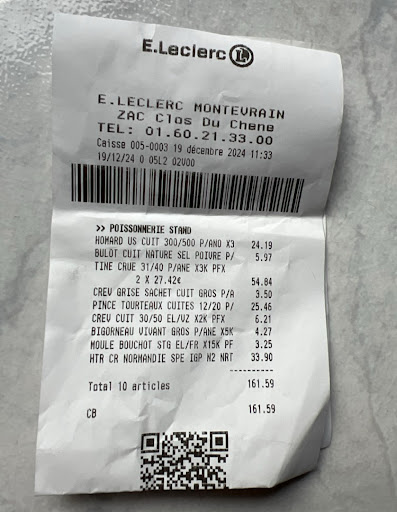 E.Leclerc L
E.LECLERC MONTEVRAIN
ZAC Clos Du Chene
TEL: 01.60.21.33.00
Caisse 005-0003 19 décembre 2024 11:33
19/12/24 0 05L2 02V00
>> POISSONNERIE STAND
HOMARD US CUIT 300/500 P/ANO X3 24.19
BULOT CUIT NATURE SEL POIVRE P/ 5.97
TINE CRUE 31/40 P/ANE X3K PFX
2 X 27.42€ 54.84
CREV GRISE SACHET CUIT GROS P/A 3.50
PINCE TOURTEAUX CUITES 12/20 P/ 25.46
CREV CUIT 30/50 EL/VZ X2K PFX 6.21
BIGORNEAU VIVANT GROS P/ANE X5K 4.27
MOULE BOUCHOT STG EL/FR X15K PF 3.25
HTR CR NORMANDIE SPE IGP N2 NRT 33.90
----------
Total 10 articles 161.59
CB 161.59